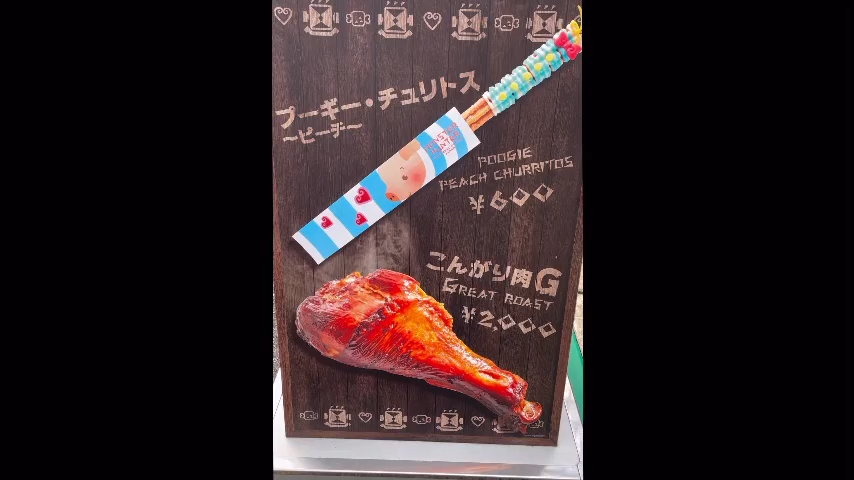 プーギー・チュリトス
～ピーチ～
POOGIE
PEACH CHURRITOS
¥600
こんがり肉G
GREAT ROAST
¥2,000